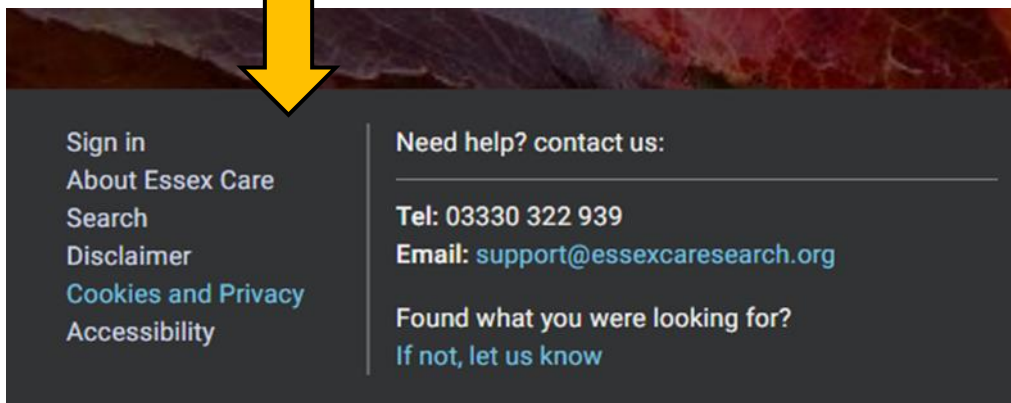 Sign in
About Essex Care
Search
Disclaimer
Cookies and Privacy
Accessibility
Need help? contact us:
Tel: 03330 322 939
Email: support@essexcaresearch.org
Found what you were looking for?
If not, let us know